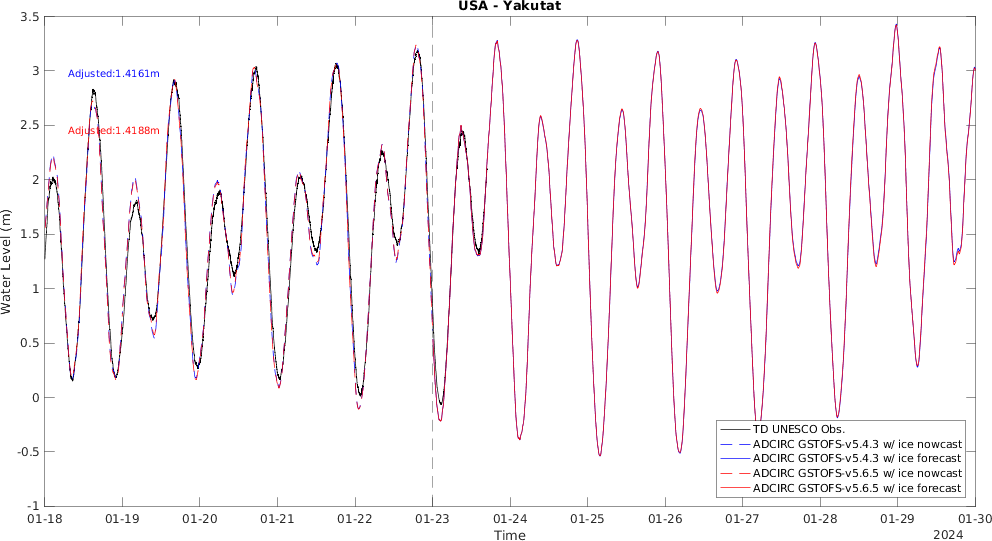 USA - Yakutat
3.5
3
2.5
2
1.5
1
0.5
0
-0.5
-1
Water Level (m)
Adjusted:1.4161m
Adjusted:1.4188m
TD UNESCO Obs.
ADCIRC GSTOFS-v5.4.3 w/ ice nowcast
ADCIRC GSTOFS-v5.4.3 w/ ice forecast
ADCIRC GSTOFS-v5.6.5 w/ ice nowcast
ADCIRC GSTOFS-v5.6.5 w/ ice forecast
01-18 01-19 01-20 01-21 01-22 01-23 01-24 01-25 01-26 01-27 01-28 01-29 01-30
Time
2024